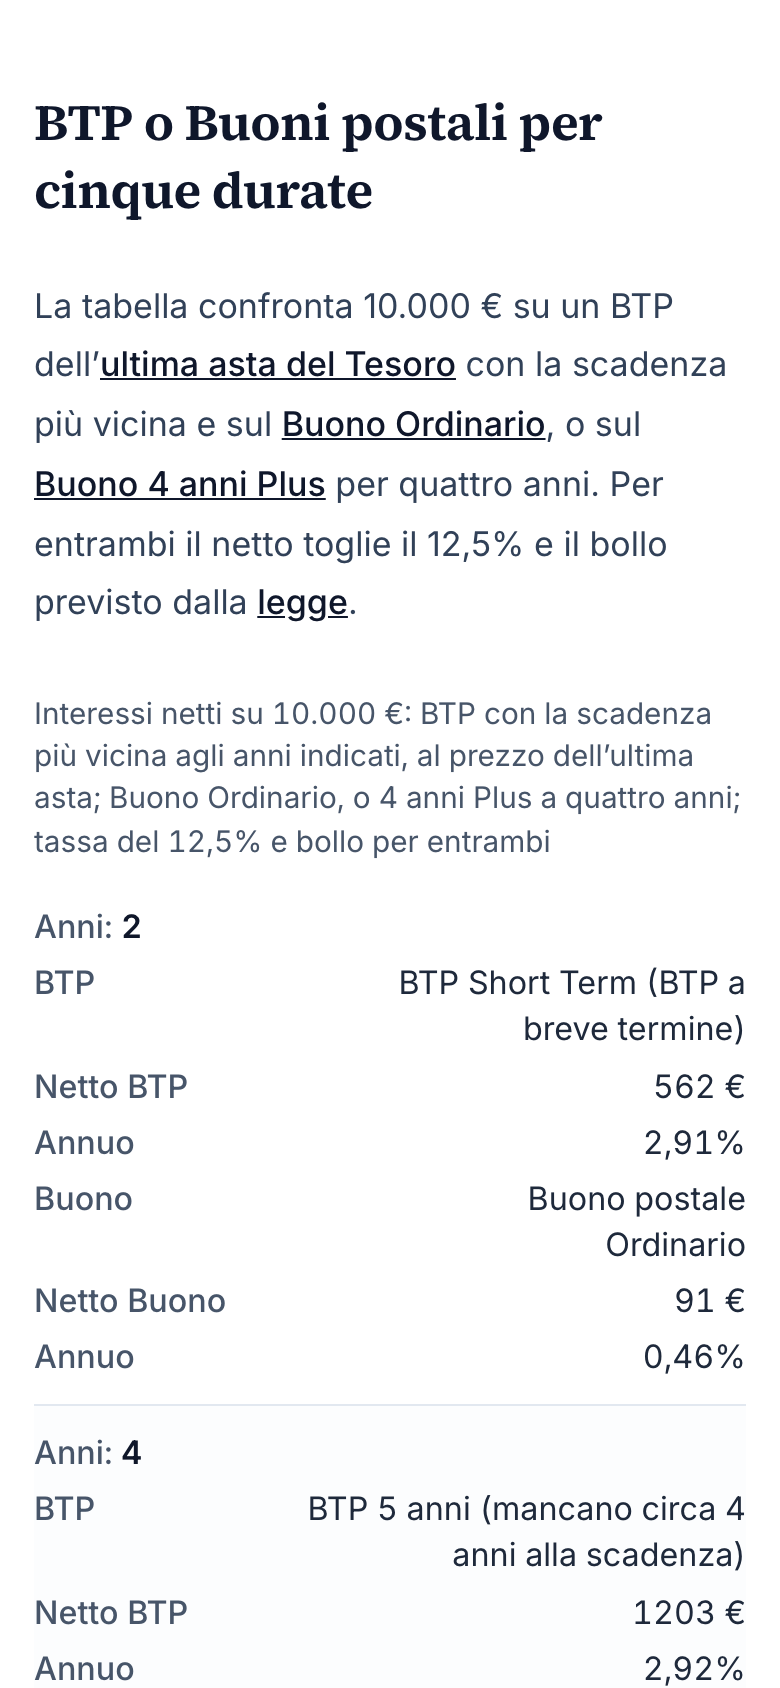 BTP o Buoni postali per
cinque durate
La tabella confronta 10.000 € su un BTP
dell’ultima asta del Tesoro con la scadenza
più vicina e sul Buono Ordinario, o sul
Buono 4 anni Plus per quattro anni. Per
entrambi il netto toglie il 12,5% e il bollo
previsto dalla legge.
Interessi netti su 10.000 €: BTP con la scadenza
più vicina agli anni indicati, al prezzo dell’ultima
asta; Buono Ordinario, o 4 anni Plus a quattro anni;
tassa del 12,5% e bollo per entrambi
Anni: 2
BTP BTP Short Term (BTP a
breve termine)
Netto BTP 562 €
Annuo 2,91%
Buono Buono postale
Ordinario
Netto Buono 91 €
Annuo 0,46%
Anni: 4
BTP BTP 5 anni (mancano circa 4
anni alla scadenza)
Netto BTP 1203 €
Annuo 2,92%